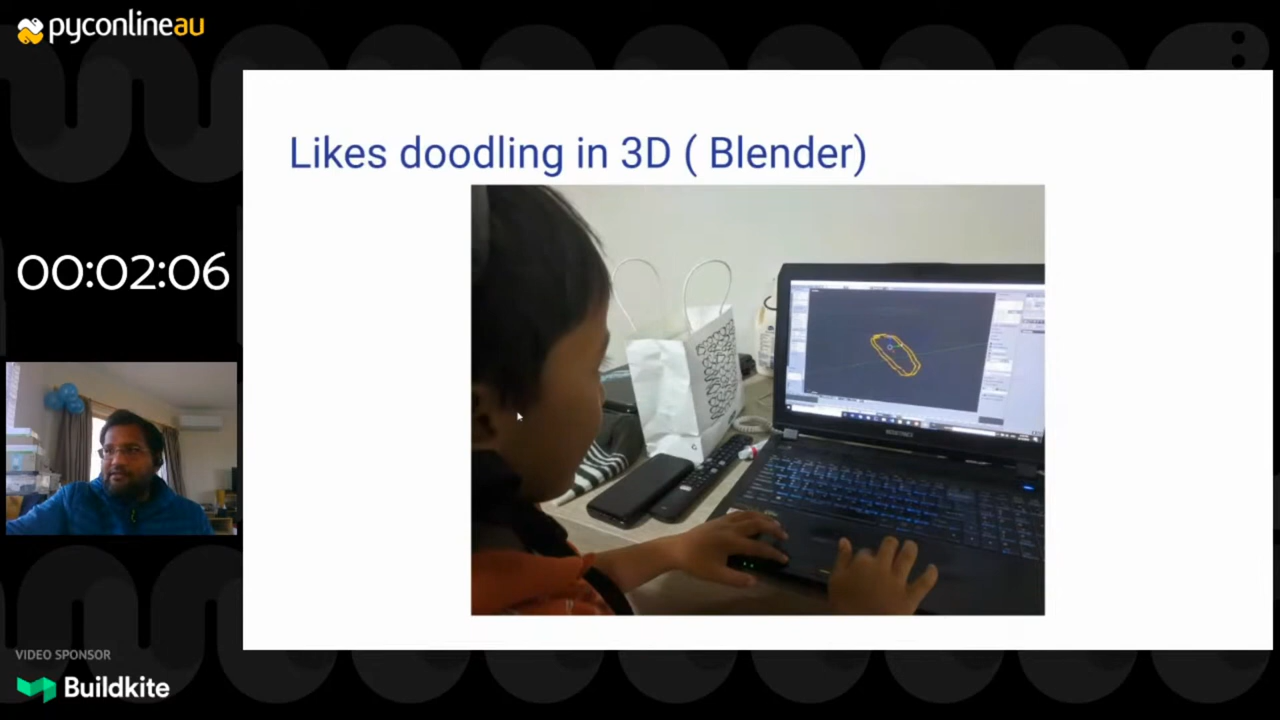 pyconlineau
Likes doodling in 3D ( Blender)
00:02:06
VIDEO SPONSOR
Buildkite